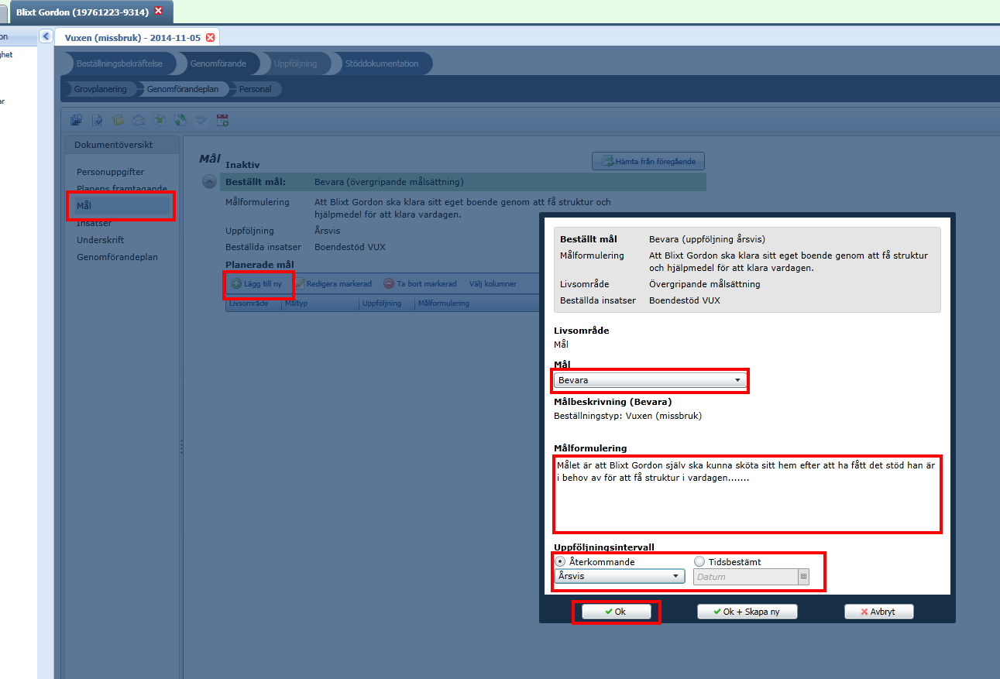 Blixt Gordon (19761223-9314)
on
Vuxen (missbruk) - 2014-11-05
ghet
ar
Beställningsbekräftelse
Genomförande
Uppföljning
Stöddokumentation
Grovplanering
Genomförandeplan
Personal
Dokumentöversikt
Personuppgifter
Planens framtagande
Mål
Insatser
Underskrift
Genomförandeplan
Mål
Inaktiv
Hämta från föregående
Beställt mål: Bevara (övergripande målsättning)
Målformulering Att Blixt Gordon ska klara sitt eget boende genom att få struktur och
hjälpmedel för att klara vardagen.
Uppföljning Årsvis
Beställda insatser Boendestöd VUX
Planerade mål
Lägg till ny Redigera markerad Ta bort markerad Välj kolumner
Livsområde Måltyp Uppföljning Målformulering
Beställt mål Bevara (uppföljning årsvis)
Målformulering Att Blixt Gordon ska klara sitt eget boende genom att få struktur
och hjälpmedel för att klara vardagen.
Livsområde Övergripande målsättning
Beställda insatser Boendestöd VUX
Livsområde
Mål
Mål
Bevara
Målbeskrivning (Bevara)
Beställningstyp: Vuxen (missbruk)
Målformulering
Målet är att Blixt Gordon själv ska kunna sköta sitt hem efter att ha fått det stöd han är
i behov av för att få struktur i vardagen.......
Uppföljningsintervall
Återkommande Tidsbestämt
Årsvis Datum
Ok Ok + Skapa ny Avbryt